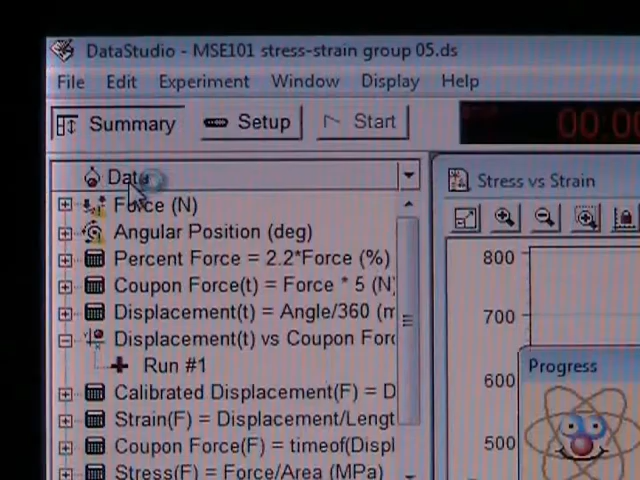 DataStudio - MSE101 stress-strain group 05.ds
File Edit Experiment Window Display Help
Summary Setup Start 00:0
Data
Stress vs Strain
Force (N)
Angular Position (deg)
Percent Force = 2.2*Force (%)
800
Coupon Force(t) = Force * 5 (N
Displacement(t) = Angle/360 (m
700
Displacement(t) vs Coupon Forc
Run #1
Progress
600
Calibrated Displacement(F) = D
Strain(F) = Displacement/Lengt
Coupon Force(F) = timeof(Displ
500
Stress(F) = Force/Area (MPa)